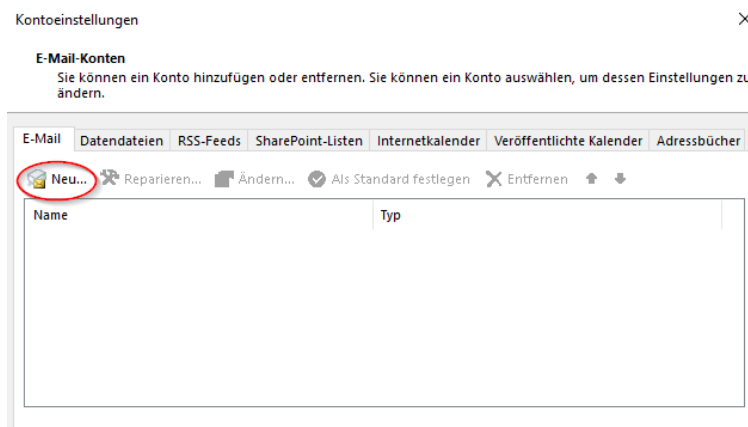 Kontoeinstellungen
E-Mail-Konten
Sie können ein Konto hinzufügen oder entfernen. Sie können ein Konto auswählen, um dessen Einstellungen zu
ändern.
E-Mail Datendateien RSS-Feeds SharePoint-Listen Internetkalender Veröffentlichte Kalender Adressbücher
Neu... Reparieren... Ändern... Als Standard festlegen Entfernen
Name Typ